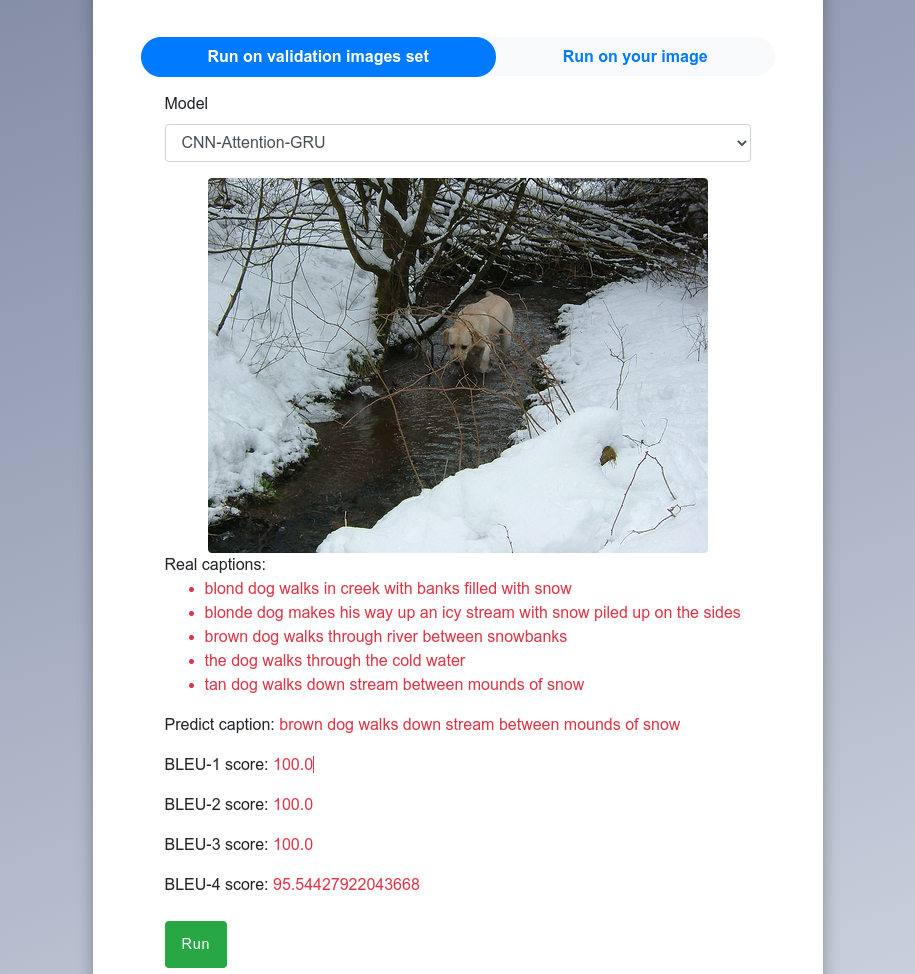 Run on validation images set
Run on your image
Model
CNN-Attention-GRU
Real captions:
blond dog walks in creek with banks filled with snow
blonde dog makes his way up an icy stream with snow piled up on the sides
brown dog walks through river between snowbanks
the dog walks through the cold water
tan dog walks down stream between mounds of snow
Predict caption: brown dog walks down stream between mounds of snow
BLEU-1 score: 100.0
BLEU-2 score: 100.0
BLEU-3 score: 100.0
BLEU-4 score: 95.54427922043668
Run